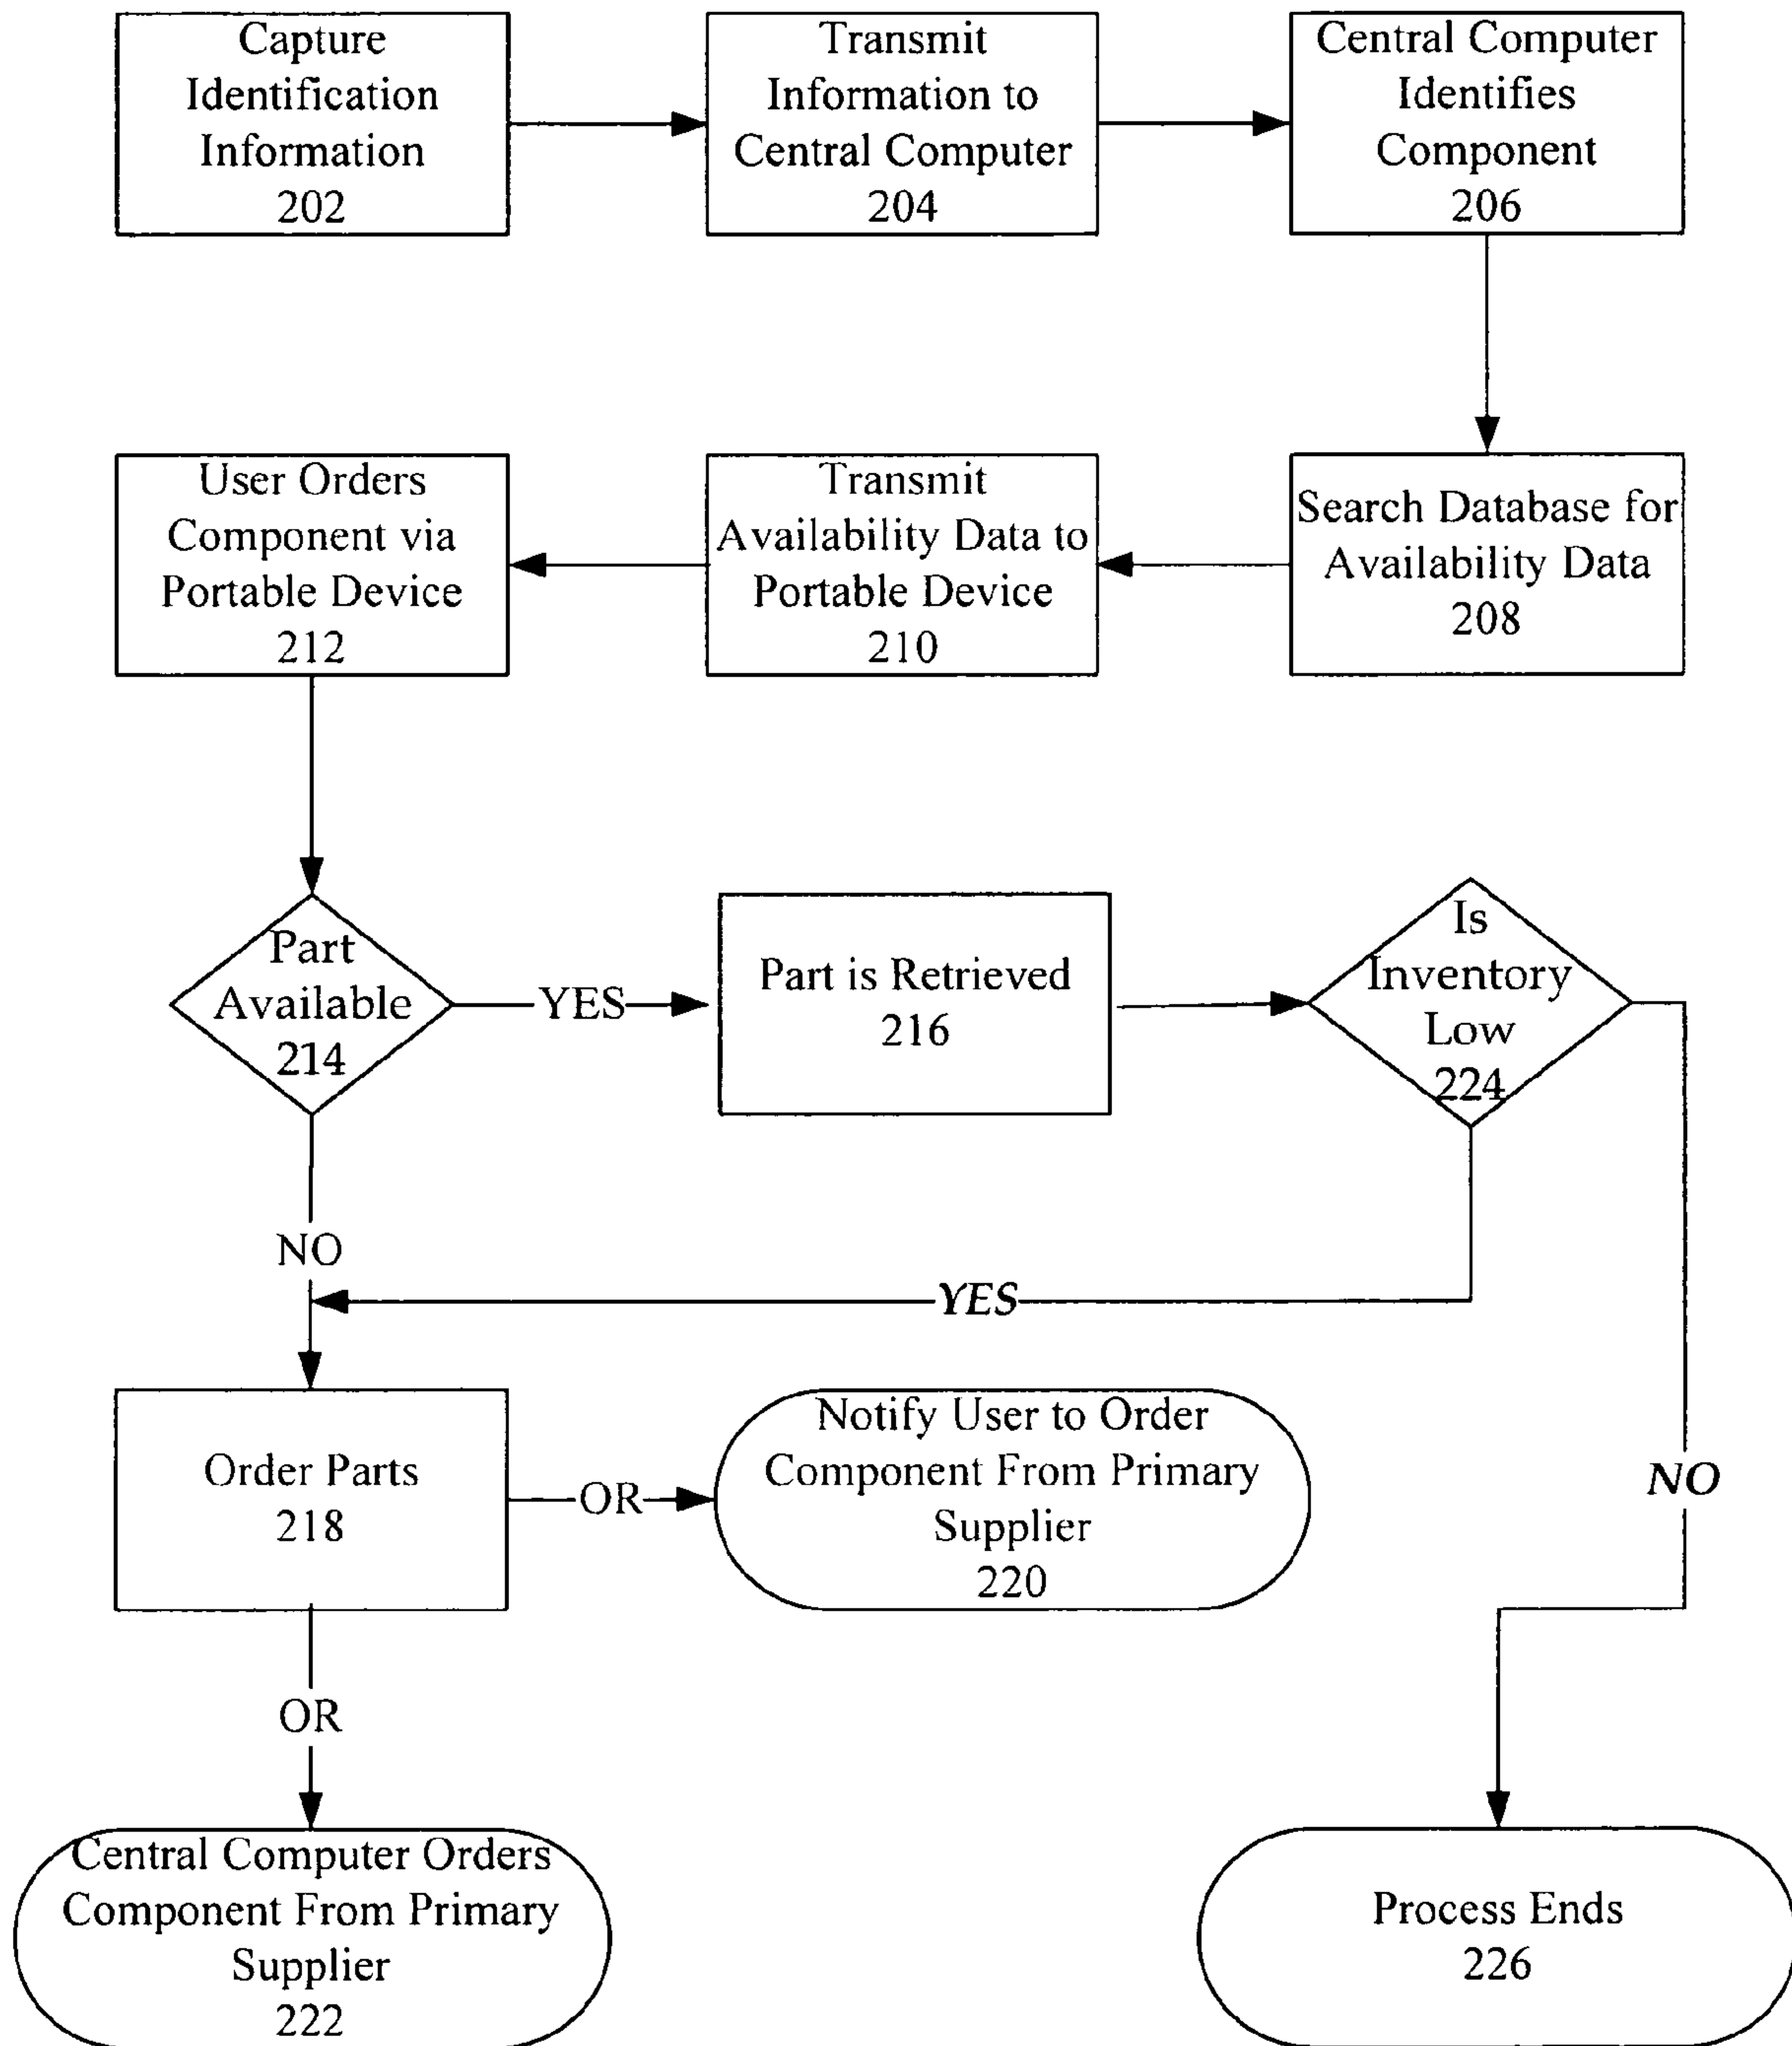 Capture
Identification
Information
202
Transmit
Information to
Central Computer
204
Central Computer
Identifies
Component
206
User Orders
Component via
Portable Device
212
Transmit
Availability Data to
Portable Device
210
Search Database for
Availability Data
208
Part
Available
214
YES
Part is Retrieved
216
Is
Inventory
Low
224
NO
YES
Order Parts
218
OR
Notify User to Order
Component From Primary
Supplier
220
NO
OR
Central Computer Orders
Component From Primary
Supplier
222
Process Ends
226